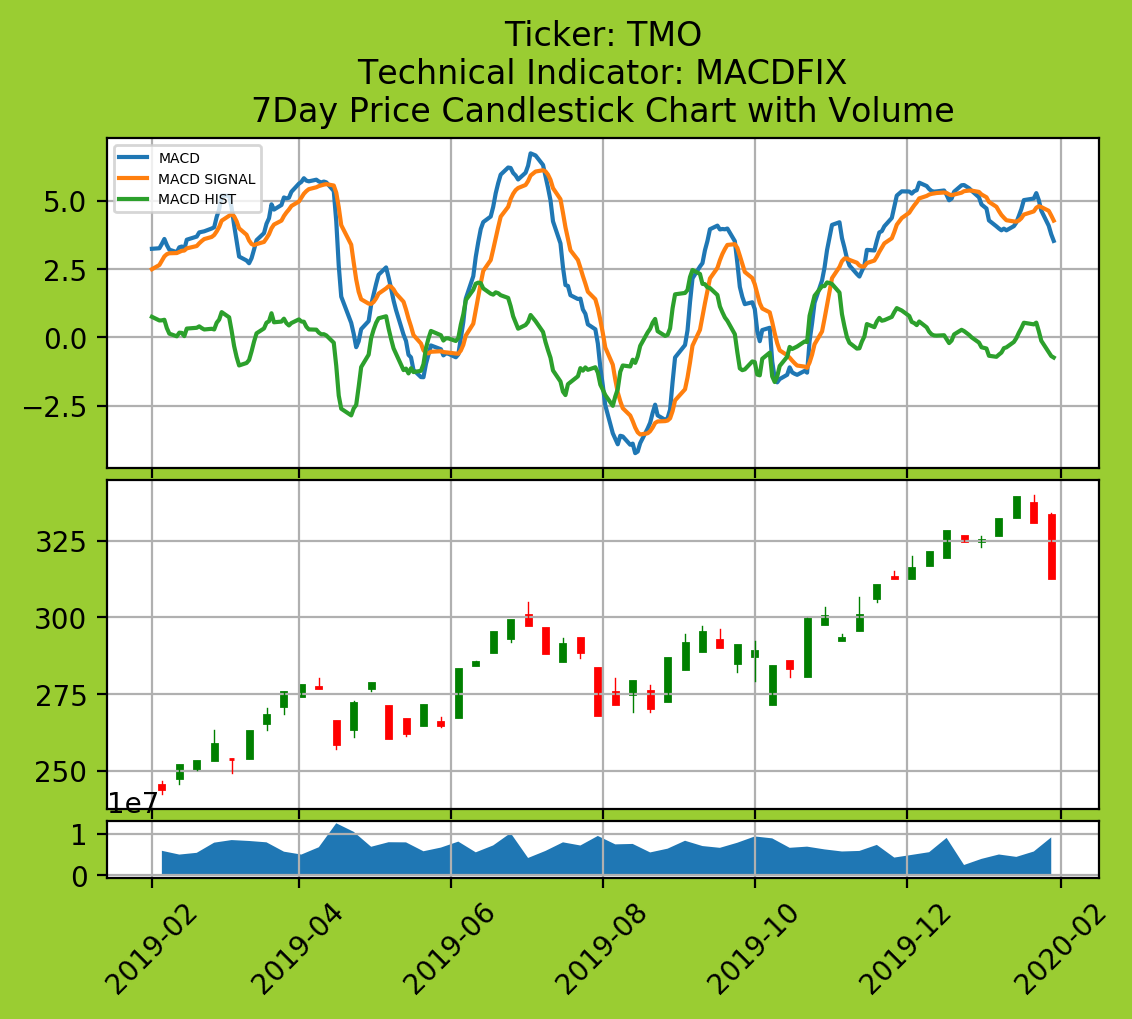 Ticker: TMO
Technical Indicator: MACDFIX
7Day Price Candlestick Chart with Volume
MACD
MACD SIGNAL
MACD HIST
5.0
2.5
0.0
−2.5
325
300
275
250
1e7
1
0
2019-02
2019-04
2019-06
2019-08
2019-10
2019-12
2020-02